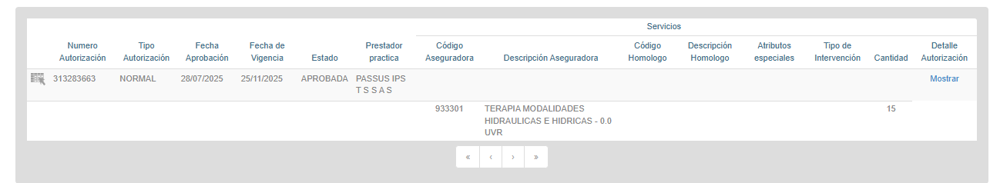 Servicios
Numero Autorización
Tipo Autorización
Fecha Aprobación
Fecha de Vigencia
Estado
Prestador practica
Código Aseguradora
Descripción Aseguradora
Código Homologo
Descripción Homologo
Atributos especiales
Tipo de Intervención
Cantidad
Detalle Autorización
313283663 NORMAL 28/07/2025 25/11/2025 APROBADA PASSUS IPS Mostrar
T S S A S
933301 TERAPIA MODALIDADES 15
HIDRAULICAS E HIDRICAS - 0.0
UVR
« ‹ › »